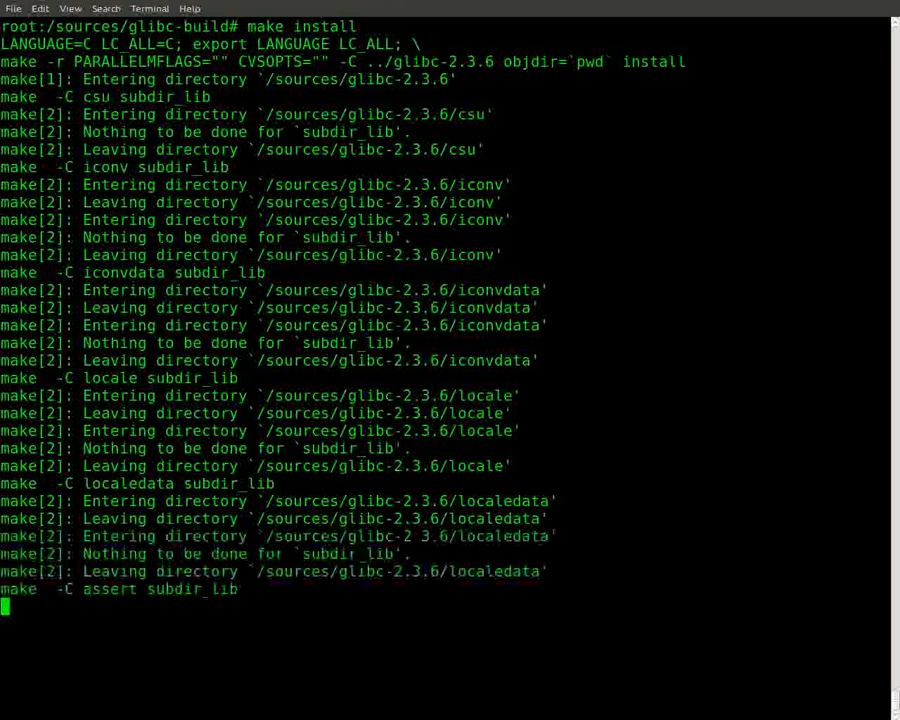 File Edit View Search Terminal Help
root:/sources/glibc-build# make install
LANGUAGE=C LC_ALL=C; export LANGUAGE LC_ALL; \
make -r PARALLELMFLAGS="" CVSOPTS="" -C ../glibc-2.3.6 objdir=`pwd` install
make[1]: Entering directory `/sources/glibc-2.3.6'
make  -C csu subdir_lib
make[2]: Entering directory `/sources/glibc-2.3.6/csu'
make[2]: Nothing to be done for `subdir_lib'.
make[2]: Leaving directory `/sources/glibc-2.3.6/csu'
make  -C iconv subdir_lib
make[2]: Entering directory `/sources/glibc-2.3.6/iconv'
make[2]: Leaving directory `/sources/glibc-2.3.6/iconv'
make[2]: Entering directory `/sources/glibc-2.3.6/iconv'
make[2]: Nothing to be done for `subdir_lib'.
make[2]: Leaving directory `/sources/glibc-2.3.6/iconv'
make  -C iconvdata subdir_lib
make[2]: Entering directory `/sources/glibc-2.3.6/iconvdata'
make[2]: Leaving directory `/sources/glibc-2.3.6/iconvdata'
make[2]: Entering directory `/sources/glibc-2.3.6/iconvdata'
make[2]: Nothing to be done for `subdir_lib'.
make[2]: Leaving directory `/sources/glibc-2.3.6/iconvdata'
make  -C locale subdir_lib
make[2]: Entering directory `/sources/glibc-2.3.6/locale'
make[2]: Leaving directory `/sources/glibc-2.3.6/locale'
make[2]: Entering directory `/sources/glibc-2.3.6/locale'
make[2]: Nothing to be done for `subdir_lib'.
make[2]: Leaving directory `/sources/glibc-2.3.6/locale'
make  -C localedata subdir_lib
make[2]: Entering directory `/sources/glibc-2.3.6/localedata'
make[2]: Leaving directory `/sources/glibc-2.3.6/localedata'
make[2]: Entering directory `/sources/glibc-2.3.6/localedata'
make[2]: Nothing to be done for `subdir_lib'.
make[2]: Leaving directory `/sources/glibc-2.3.6/localedata'
make  -C assert subdir_lib